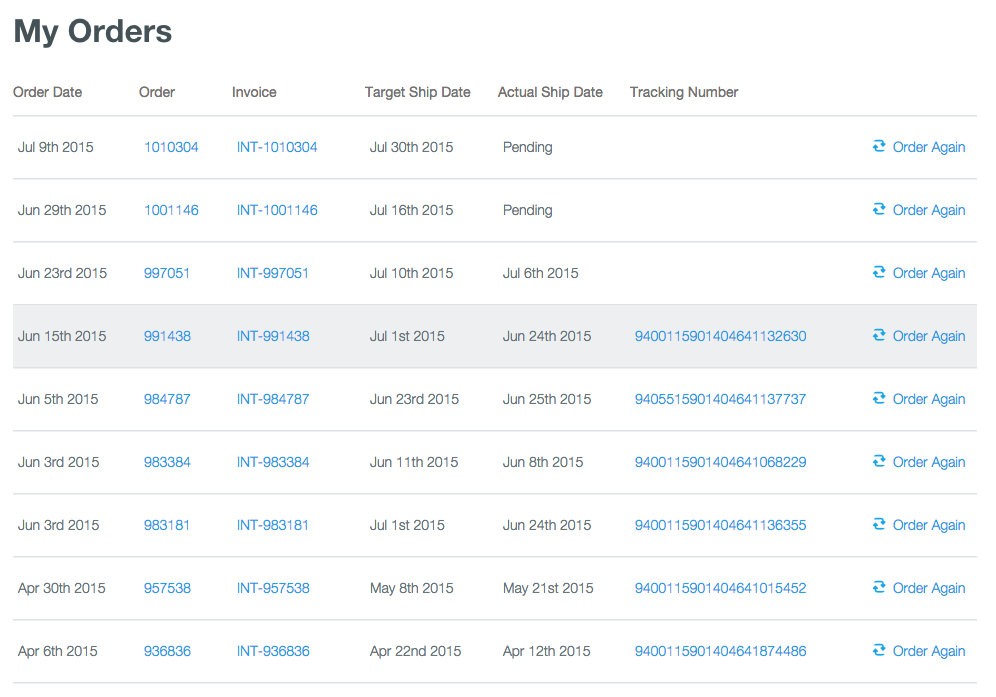 My Orders
Order Date Order Invoice Target Ship Date Actual Ship Date Tracking Number
Jul 9th 2015 1010304 INT-1010304 Jul 30th 2015 Pending Order Again
Jun 29th 2015 1001146 INT-1001146 Jul 16th 2015 Pending Order Again
Jun 23rd 2015 997051 INT-997051 Jul 10th 2015 Jul 6th 2015 Order Again
Jun 15th 2015 991438 INT-991438 Jul 1st 2015 Jun 24th 2015 9400115901404641132630 Order Again
Jun 5th 2015 984787 INT-984787 Jun 23rd 2015 Jun 25th 2015 9405515901404641137737 Order Again
Jun 3rd 2015 983384 INT-983384 Jun 11th 2015 Jun 8th 2015 9400115901404641068229 Order Again
Jun 3rd 2015 983181 INT-983181 Jul 1st 2015 Jun 24th 2015 9400115901404641136355 Order Again
Apr 30th 2015 957538 INT-957538 May 8th 2015 May 21st 2015 9400115901404641015452 Order Again
Apr 6th 2015 936836 INT-936836 Apr 22nd 2015 Apr 12th 2015 9400115901404641874486 Order Again